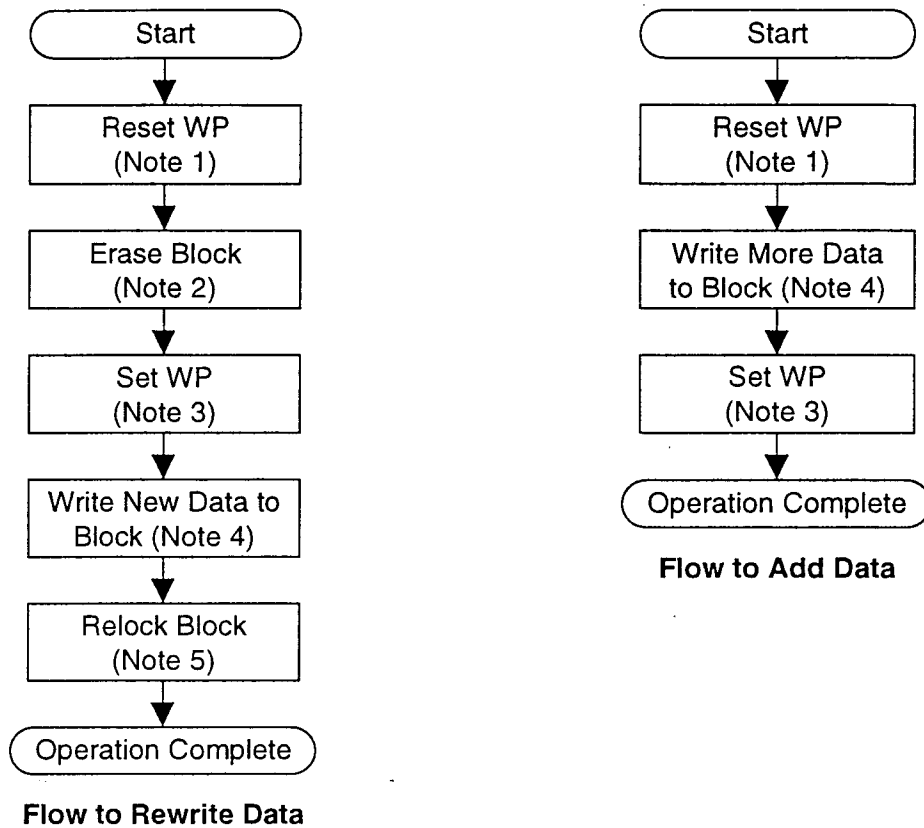 Start
Reset WP
(Note 1)
Erase Block
(Note 2)
Set WP
(Note 3)
Write New Data to
Block (Note 4)
Relock Block
(Note 5)
Operation Complete
Flow to Rewrite Data
Start
Reset WP
(Note 1)
Write More Data
to Block (Note 4)
Set WP
(Note 3)
Operation Complete
Flow to Add Data